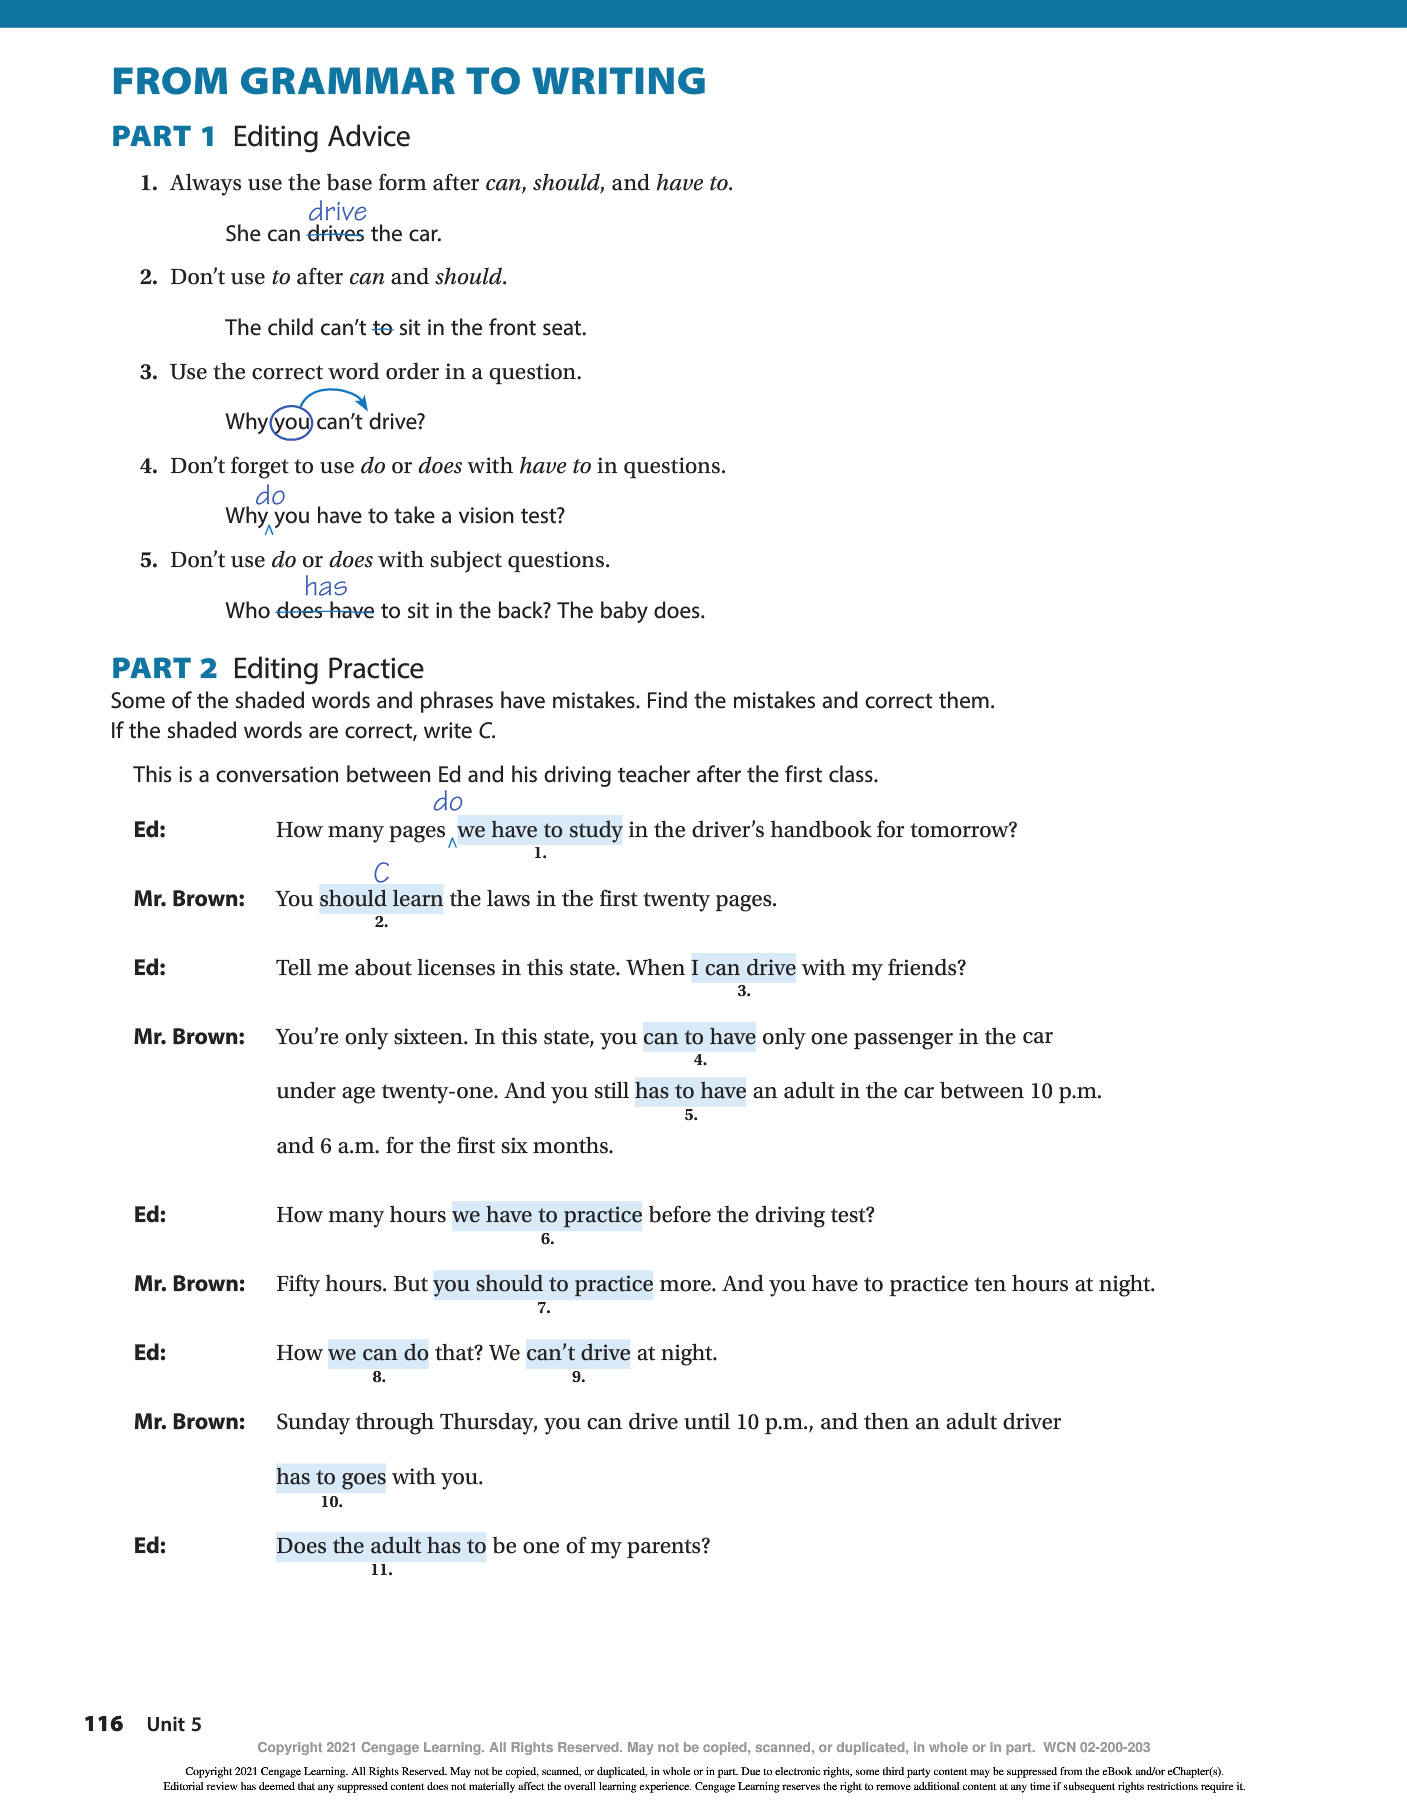 FROM GRAMMAR TO WRITING
PART 1 Editing Advice
1. Always use the base form after can, should, and have to.
drive
She can drives the car.
2. Don't use to after can and should.
The child can't to sit in the front seat.
3. Use the correct word order in a question.
Why you can't drive?
4. Don't forget to use do or does with have to in questions.
do
Why ^ you have to take a vision test?
5. Don't use do or does with subject questions.
has
Who does have to sit in the back? The baby does.
PART 2 Editing Practice
Some of the shaded words and phrases have mistakes. Find the mistakes and correct them.
If the shaded words are correct, write C.
This is a conversation between Ed and his driving teacher after the first class.
do
Ed: How many pages ^ we have to study in the driver's handbook for tomorrow?
1.
C
Mr. Brown: You should learn the laws in the first twenty pages.
2.
Ed: Tell me about licenses in this state. When I can drive with my friends?
3.
Mr. Brown: You're only sixteen. In this state, you can to have only one passenger in the car
4.
under age twenty-one. And you still has to have an adult in the car between 10 p.m.
5.
and 6 a.m. for the first six months.
Ed: How many hours we have to practice before the driving test?
6.
Mr. Brown: Fifty hours. But you should to practice more. And you have to practice ten hours at night.
7.
Ed: How we can do that? We can't drive at night.
8. 9.
Mr. Brown: Sunday through Thursday, you can drive until 10 p.m., and then an adult driver
has to goes with you.
10.
Ed: Does the adult has to be one of my parents?
11.
116 Unit 5
Copyright 2021 Cengage Learning. All Rights Reserved. May not be copied, scanned, or duplicated, in whole or in part. WCN 02-200-203
Copyright 2021 Cengage Learning. All Rights Reserved. May not be copied, scanned, or duplicated, in whole or in part. Due to electronic rights, some third party content may be suppressed from the eBook and/or eChapter(s).
Editorial review has deemed that any suppressed content does not materially affect the overall learning experience. Cengage Learning reserves the right to remove additional content at any time if subsequent rights restrictions require it.